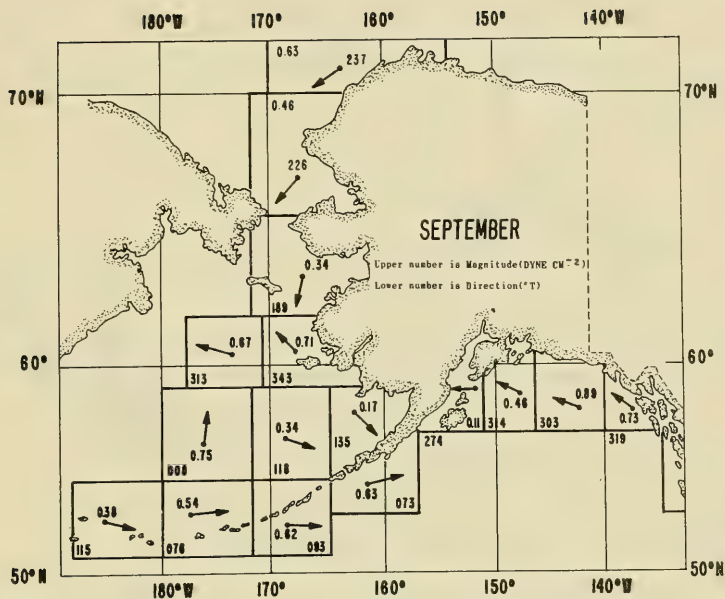 180°W 170°W 160°W 150°W 140°W
0.63
237
70°N 70°N
0.46
226
SEPTEMBER
Upper number is Magnitude(DYNE CM⁻²)
Lower number is Direction(°T)
0.34
189
0.67 0.71
60°N 60°N
313 343
0.17 0.46 0.89 0.73
0.34 135 274 0.11 314 303 319
0.75
118
0.63
073
0.38 0.54 0.62
115 076 093
50°N 50°N
180°W 170°W 160°W 150°W 140°W